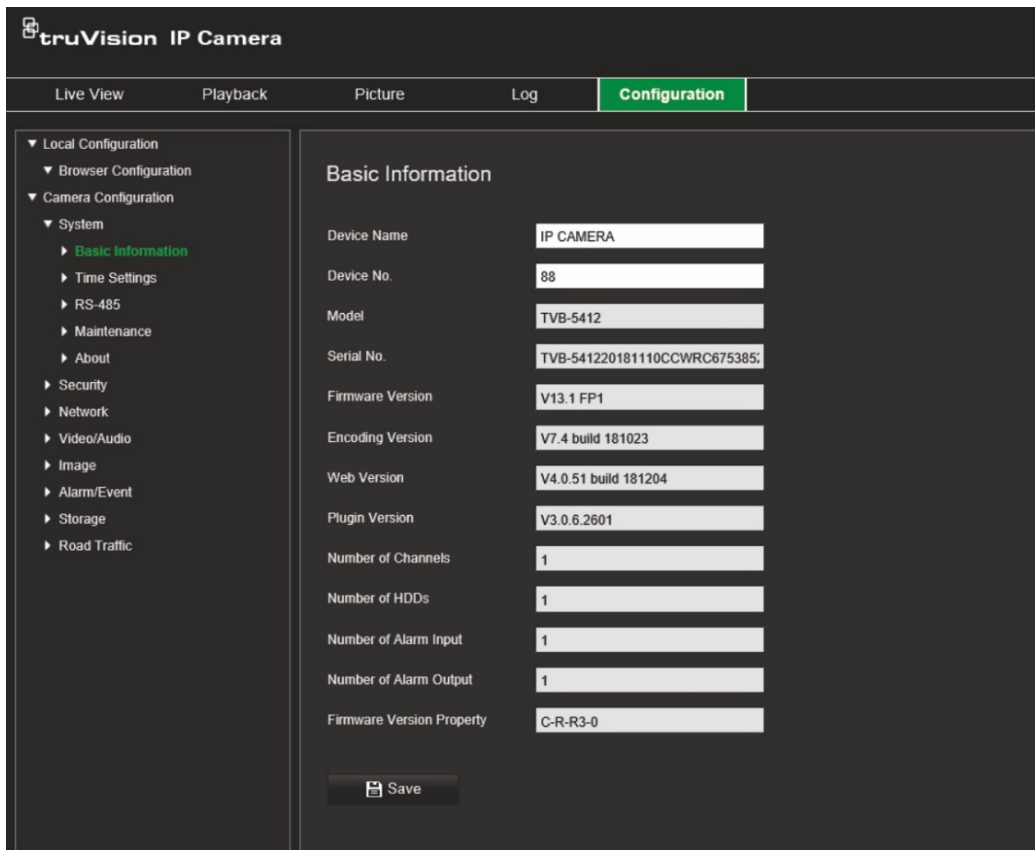 truVision IP Camera
Live View Playback Picture Log Configuration
Local Configuration
Browser Configuration
Camera Configuration
System
Basic Information
Time Settings
RS-485
Maintenance
About
Security
Network
Video/Audio
Image
Alarm/Event
Storage
Road Traffic
Basic Information
Device Name IP CAMERA
Device No. 88
Model TVB-5412
Serial No. TVB-541220181110CCWRC675385
Firmware Version V13.1 FP1
Encoding Version V7.4 build 181023
Web Version V4.0.51 build 181204
Plugin Version V3.0.6.2601
Number of Channels 1
Number of HDDs 1
Number of Alarm Input 1
Number of Alarm Output 1
Firmware Version Property C-R-R3-0
Save